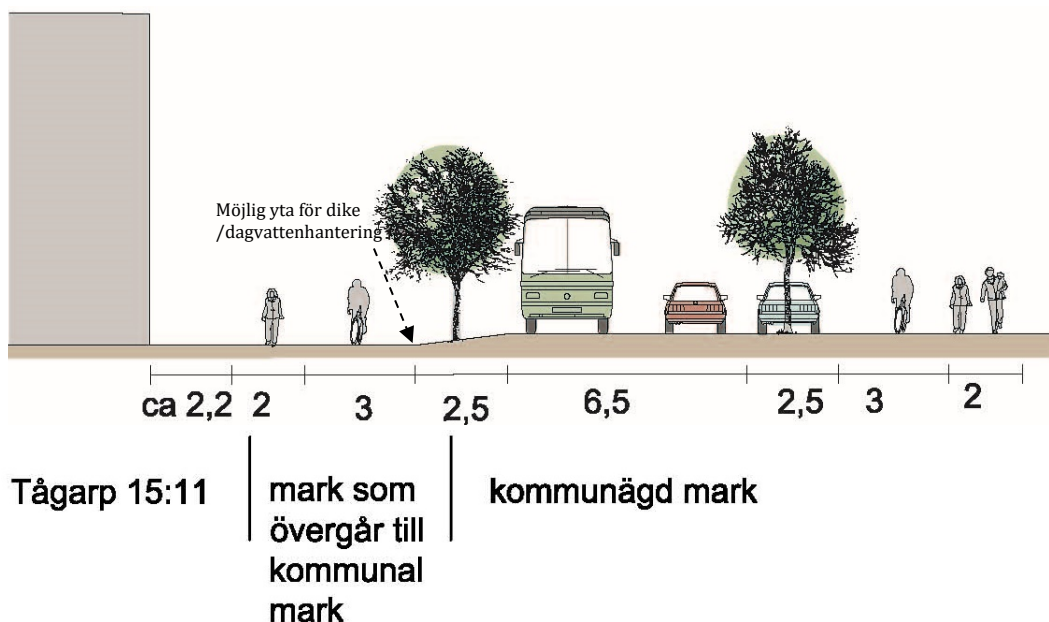 Möjlig yta för dike
/dagvattenhantering
ca 2,2 2 3 2,5 6,5 2,5 3 2
Tågarp 15:11
mark som
övergår till
kommunal
mark
kommunägd mark